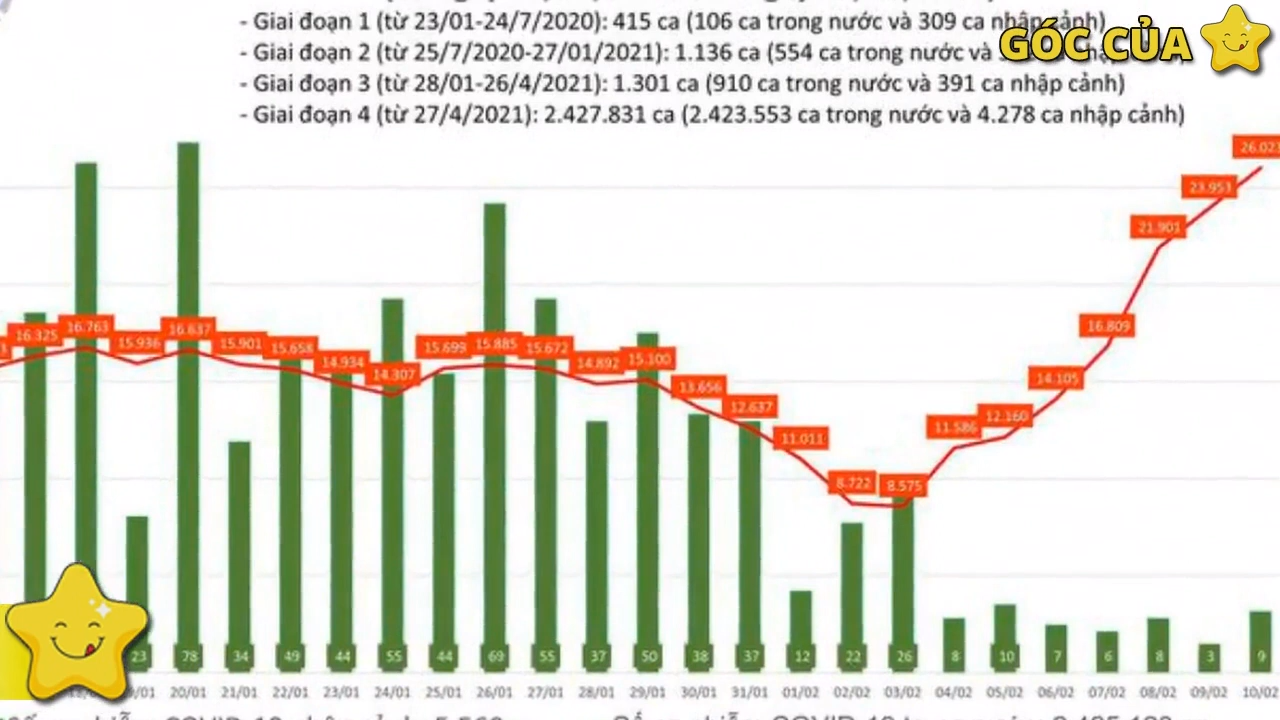 - Giai đoạn 1 (từ 23/01-24/7/2020): 415 ca (106 ca trong nước và 309 ca nhập cảnh)
GÓC CỦA
- Giai đoạn 2 (từ 25/7/2020-27/01/2021): 1.136 ca (554 ca trong nước và
- Giai đoạn 3 (từ 28/01-26/4/2021): 1.301 ca (910 ca trong nước và 391 ca nhập cảnh)
- Giai đoạn 4 (từ 27/4/2021): 2.427.831 ca (2.423.553 ca trong nước và 4.278 ca nhập cảnh)
16.325 16.763 15.936 16.637 15.901 15.658 14.934 14.307 15.699 15.885 15.672 14.892 15.100 13.656 12.637 11.011 8.722 8.575 11.586 12.160 14.105 16.809 21.901 23.953 26.023
23 78 34 49 44 55 44 69 55 37 50 38 37 12 22 26 8 10 7 6 8 3 9
20/01 21/01 22/01 23/01 24/01 25/01 26/01 27/01 28/01 29/01 30/01 31/01 01/02 02/02 03/02 04/02 05/02 06/02 07/02 08/02 09/02 10/02